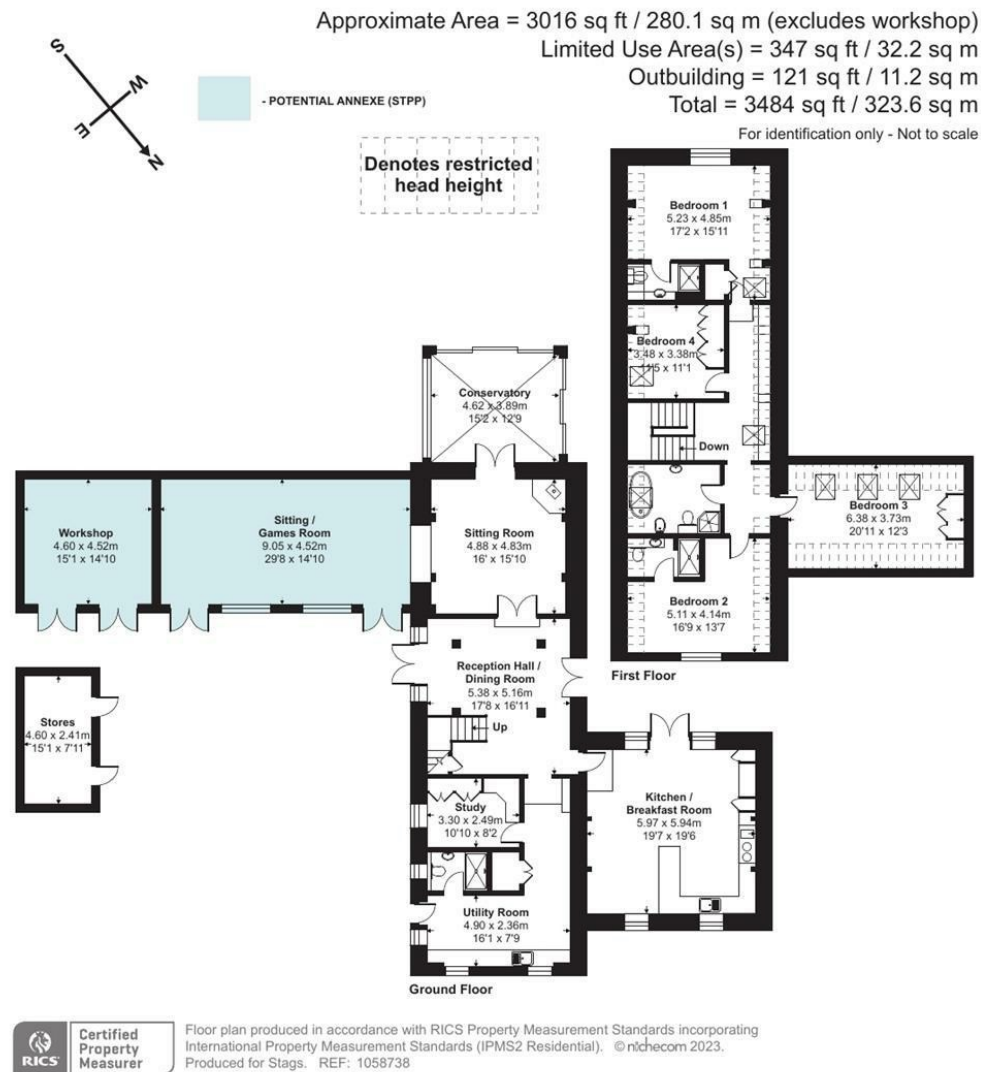 Approximate Area = 3016 sq ft / 280.1 sq m (excludes workshop)
Limited Use Area(s) = 347 sq ft / 32.2 sq m
Outbuilding = 121 sq ft / 11.2 sq m
Total = 3484 sq ft / 323.6 sq m
For identification only - Not to scale
S
W
E
N
- POTENTIAL ANNEXE (STPP)
Denotes restricted
head height
Bedroom 1
5.23 x 4.85m
17'2 x 15'11
Bedroom 4
3.48 x 3.38m
11'5 x 11'1
Down
Bedroom 3
6.38 x 3.73m
20'11 x 12'3
Bedroom 2
5.11 x 4.14m
16'9 x 13'7
First Floor
Conservatory
4.62 x 3.89m
15'2 x 12'9
Workshop
4.60 x 4.52m
15'1 x 14'10
Sitting /
Games Room
9.05 x 4.52m
29'8 x 14'10
Sitting Room
4.88 x 4.83m
16' x 15'10
Reception Hall /
Dining Room
5.38 x 5.16m
17'8 x 16'11
Up
Stores
4.60 x 2.41m
15'1 x 7'11
Study
3.30 x 2.49m
10'10 x 8'2
Kitchen /
Breakfast Room
5.97 x 5.94m
19'7 x 19'6
Utility Room
4.90 x 2.36m
16'1 x 7'9
Ground Floor
RICS
Certified
Property
Measurer
Floor plan produced in accordance with RICS Property Measurement Standards incorporating
International Property Measurement Standards (IPMS2 Residential). © nichecom 2023.
Produced for Stags. REF: 1058738